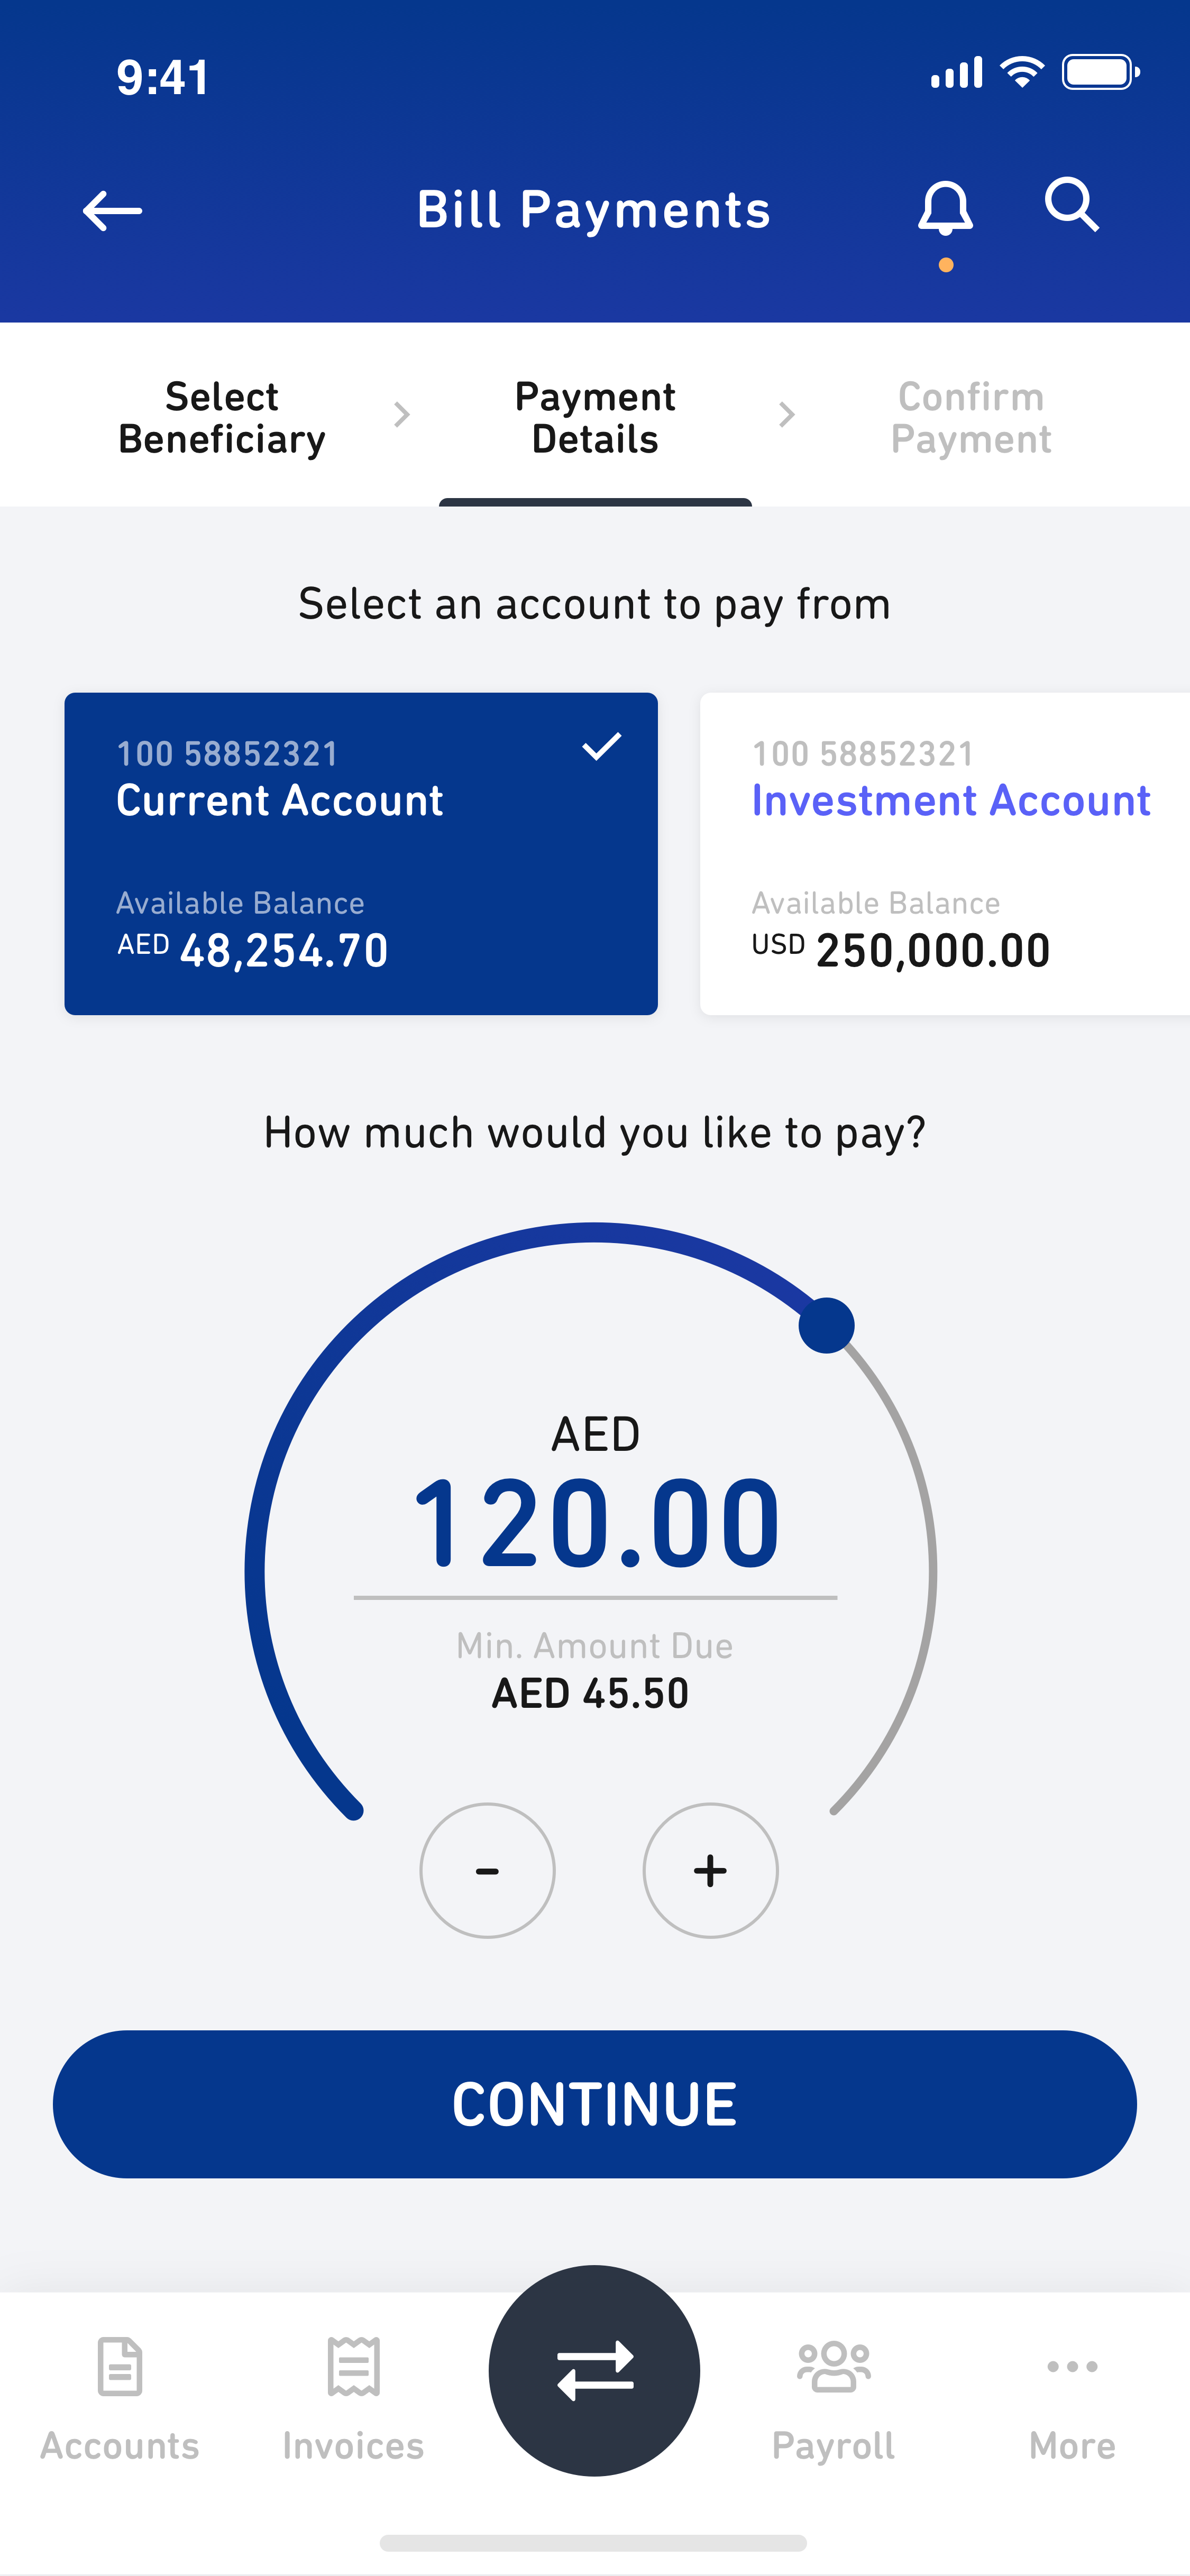 9:41
Bill Payments
Select
Beneficiary
Payment
Details
Confirm
Payment
Select an account to pay from
100 58852321
Current Account
Available Balance
AED 48,254.70
100 58852321
Investment Account
Available Balance
USD 250,000.00
How much would you like to pay?
AED
120.00
Min. Amount Due
AED 45.50
-
+
CONTINUE
Accounts
Invoices
Payroll
More